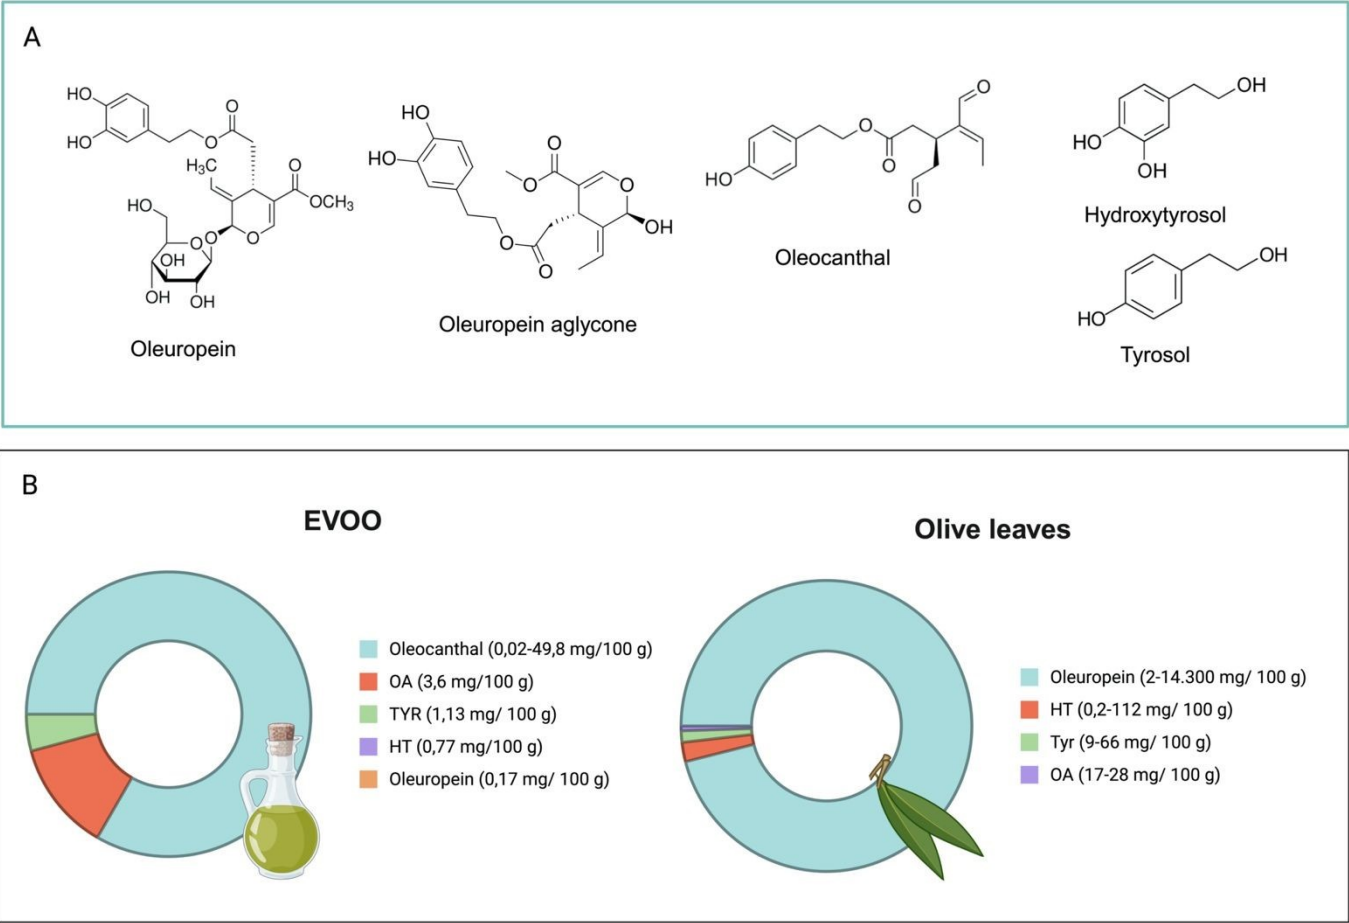 A
HO
HO
O
O
H₃C
O
OCH₃
HO
O
O
O
OH
OH
OH
Oleuropein
HO
HO
O
O
O
OH
O
O
Oleuropein aglycone
O
O
O
HO
O
Oleocanthal
OH
HO
OH
Hydroxytyrosol
OH
HO
Tyrosol
B
EVOO
Oleocanthal (0,02-49,8 mg/100 g)
OA (3,6 mg/100 g)
TYR (1,13 mg/ 100 g)
HT (0,77 mg/100 g)
Oleuropein (0,17 mg/ 100 g)
Olive leaves
Oleuropein (2-14.300 mg/ 100 g)
HT (0,2-112 mg/ 100 g)
Tyr (9-66 mg/ 100 g)
OA (17-28 mg/ 100 g)